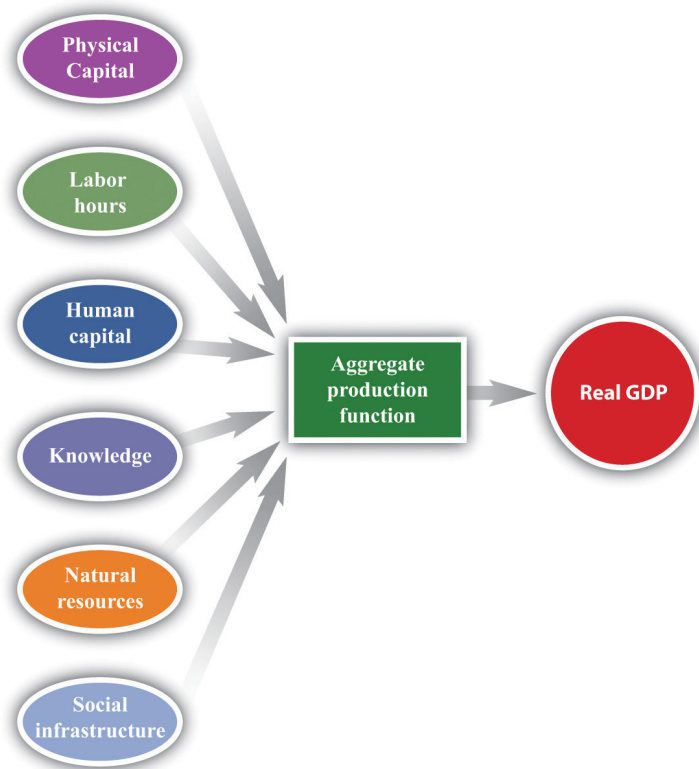 Physical
Capital
Labor
hours
Human
capital
Knowledge
Natural
resources
Social
infrastructure
Aggregate
production
function
Real GDP